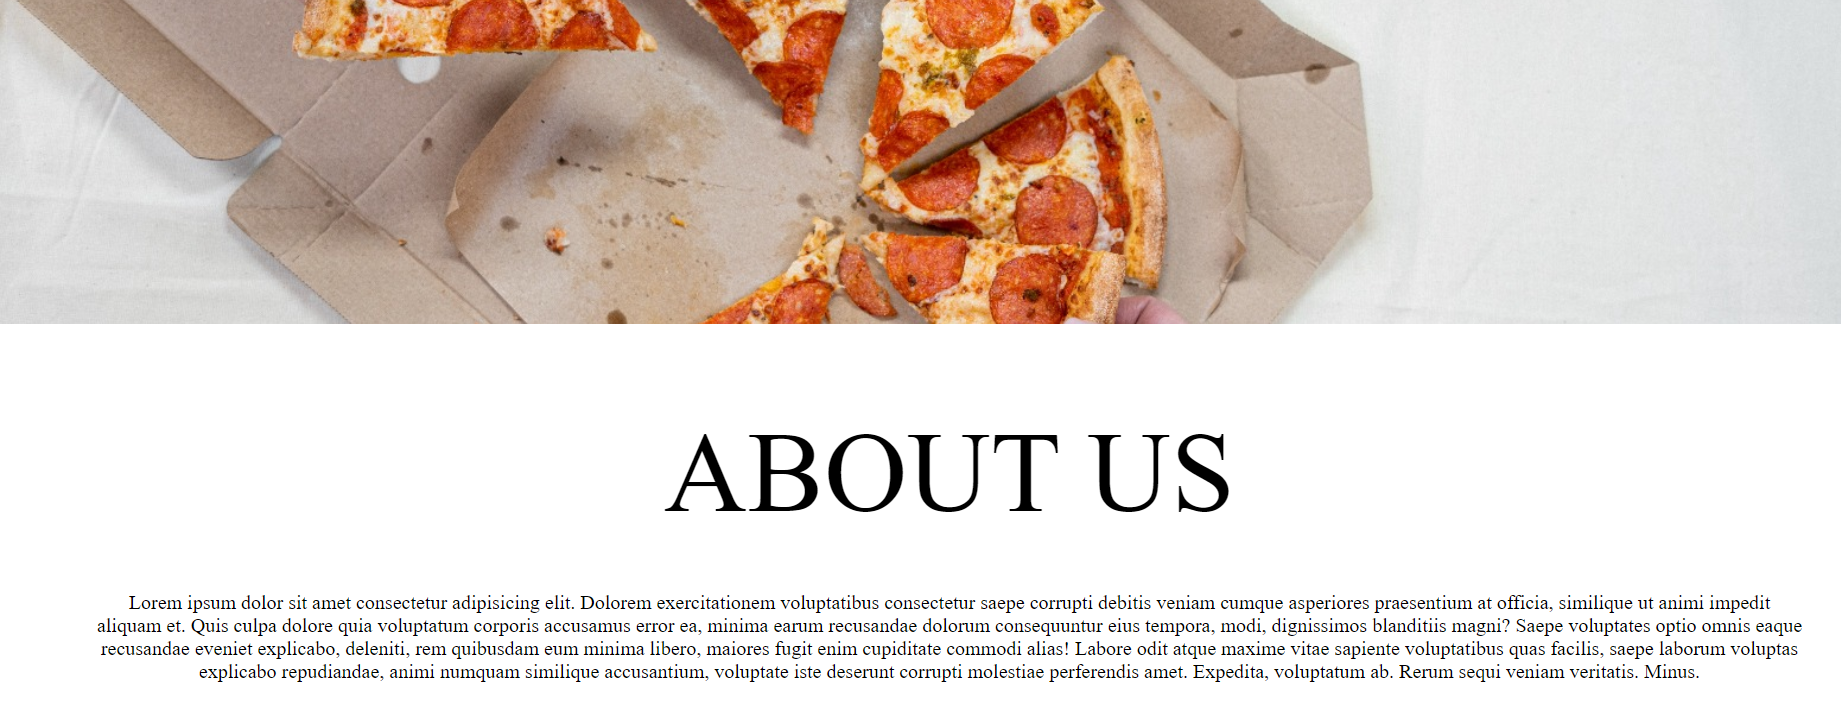 ABOUT US
Lorem ipsum dolor sit amet consectetur adipisicing elit. Dolorem exercitationem voluptatibus consectetur saepe corrupti debitis veniam cumque asperiores praesentium at officia, similique ut animi impedit
aliquam et. Quis culpa dolore quia voluptatum corporis accusamus error ea, minima earum recusandae dolorum consequuntur eius tempora, modi, dignissimos blanditiis magni? Saepe voluptates optio omnis eaque
recusandae eveniet explicabo, deleniti, rem quibusdam eum minima libero, maiores fugit enim cupiditate commodi alias! Labore odit atque maxime vitae sapiente voluptatibus quas facilis, saepe laborum voluptas
explicabo repudiandae, animi numquam similique accusantium, voluptate iste deserunt corrupti molestiae perferendis amet. Expedita, voluptatum ab. Rerum sequi veniam veritatis. Minus.